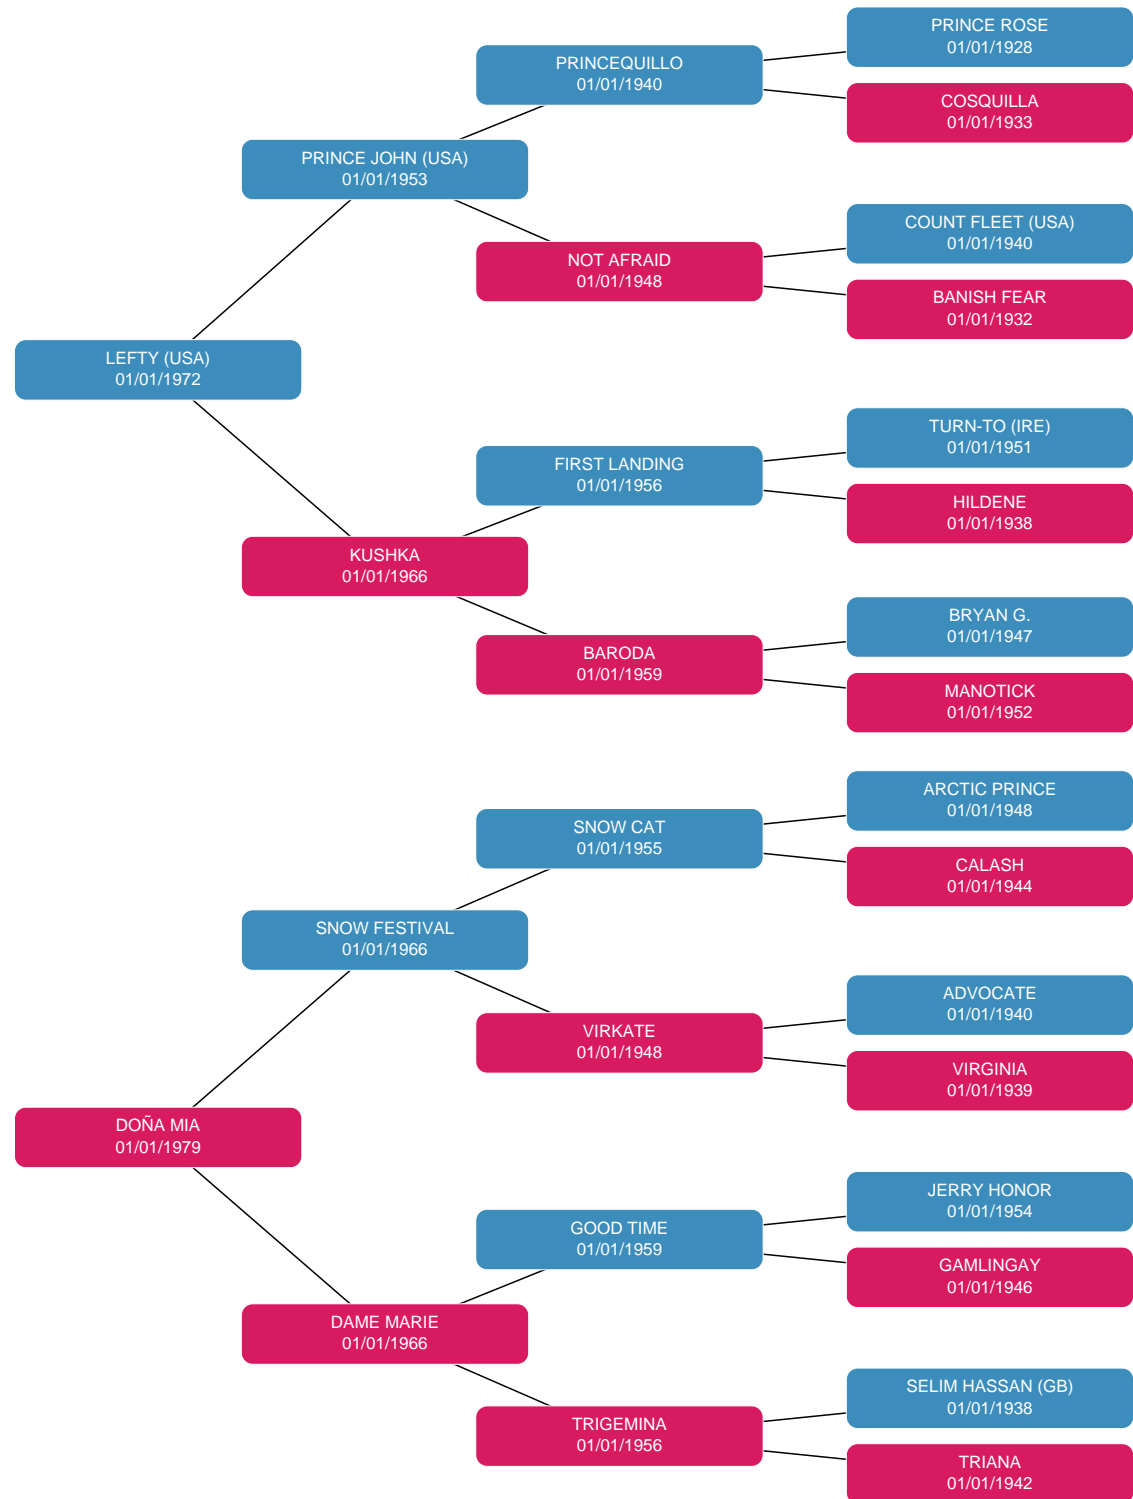 PRINCE ROSE
01/01/1928
PRINCEQUILLO
01/01/1940
COSQUILLA
01/01/1933
PRINCE JOHN (USA)
01/01/1953
COUNT FLEET (USA)
01/01/1940
NOT AFRAID
01/01/1948
BANISH FEAR
01/01/1932
LEFTY (USA)
01/01/1972
TURN-TO (IRE)
01/01/1951
FIRST LANDING
01/01/1956
HILDENE
01/01/1938
KUSHKA
01/01/1966
BRYAN G.
01/01/1947
BARODA
01/01/1959
MANOTICK
01/01/1952
ARCTIC PRINCE
01/01/1948
SNOW CAT
01/01/1955
CALASH
01/01/1944
SNOW FESTIVAL
01/01/1966
ADVOCATE
01/01/1940
VIRKATE
01/01/1948
VIRGINIA
01/01/1939
DOÑA MIA
01/01/1979
JERRY HONOR
01/01/1954
GOOD TIME
01/01/1959
GAMLINGAY
01/01/1946
DAME MARIE
01/01/1966
SELIM HASSAN (GB)
01/01/1938
TRIGEMINA
01/01/1956
TRIANA
01/01/1942